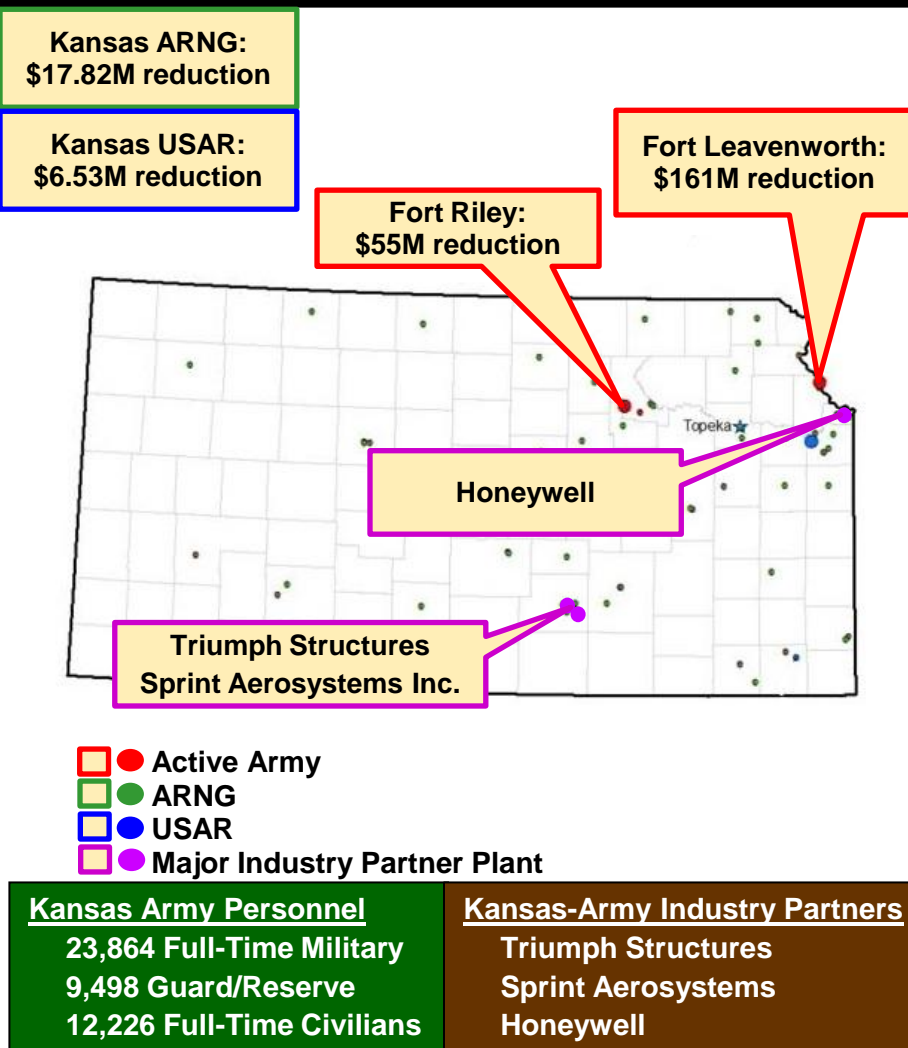 Kansas ARNG:
$17.82M reduction
Kansas USAR:
$6.53M reduction
Fort Leavenworth:
$161M reduction
Fort Riley:
$55M reduction
Topeka
Honeywell
Triumph Structures
Sprint Aerosystems Inc.
Active Army
ARNG
USAR
Major Industry Partner Plant
Kansas Army Personnel
23,864 Full-Time Military
9,498 Guard/Reserve
12,226 Full-Time Civilians
Kansas-Army Industry Partners
Triumph Structures
Sprint Aerosystems
Honeywell